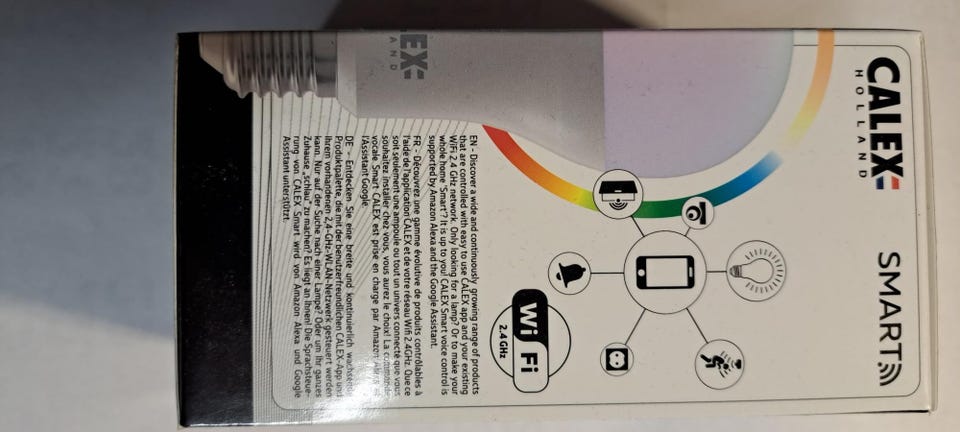 CALEX
HOLLAND
SMART
EX
AND
EN - Discover a wide and continuously growing range of products
that are controlled with easy to use CALEX app and your existing
WiFi 2.4 GHz network. Only looking for a lamp? Or to make your
whole home 'Smart'? It is up to you! CALEX Smart voice control is
supported by Amazon Alexa and the Google Assistant.
FR - Découvrez une gamme évolutive de produits contrôlables à
l'aide de l'application CALEX et de votre réseau Wifi 2.4GHz. Que ce
soit seulement une ampoule ou tout un univers connecté que vous
souhaitez installer chez vous, vous aurez le choix! La commande
vocale Smart CALEX est prise en charge par Amazon Alexa et
l'Assistant Google.
DE - Entdecken Sie eine breite und kontinuierlich wachsende
Produktpalette, die mit der benutzerfreundlichen CALEX-App und
Ihrem vorhandenen 2,4-GHz-WLAN-Netzwerk gesteuert werden
kann. Nur auf der Suche nach einer Lampe? Oder um Ihr ganzes
Zuhause „schlau" zu machen? Es liegt an Ihnen! Die Sprachsteue-
rung von CALEX Smart wird von Amazon Alexa und Google
Assistant unterstützt.
Wi Fi
2.4 GHz